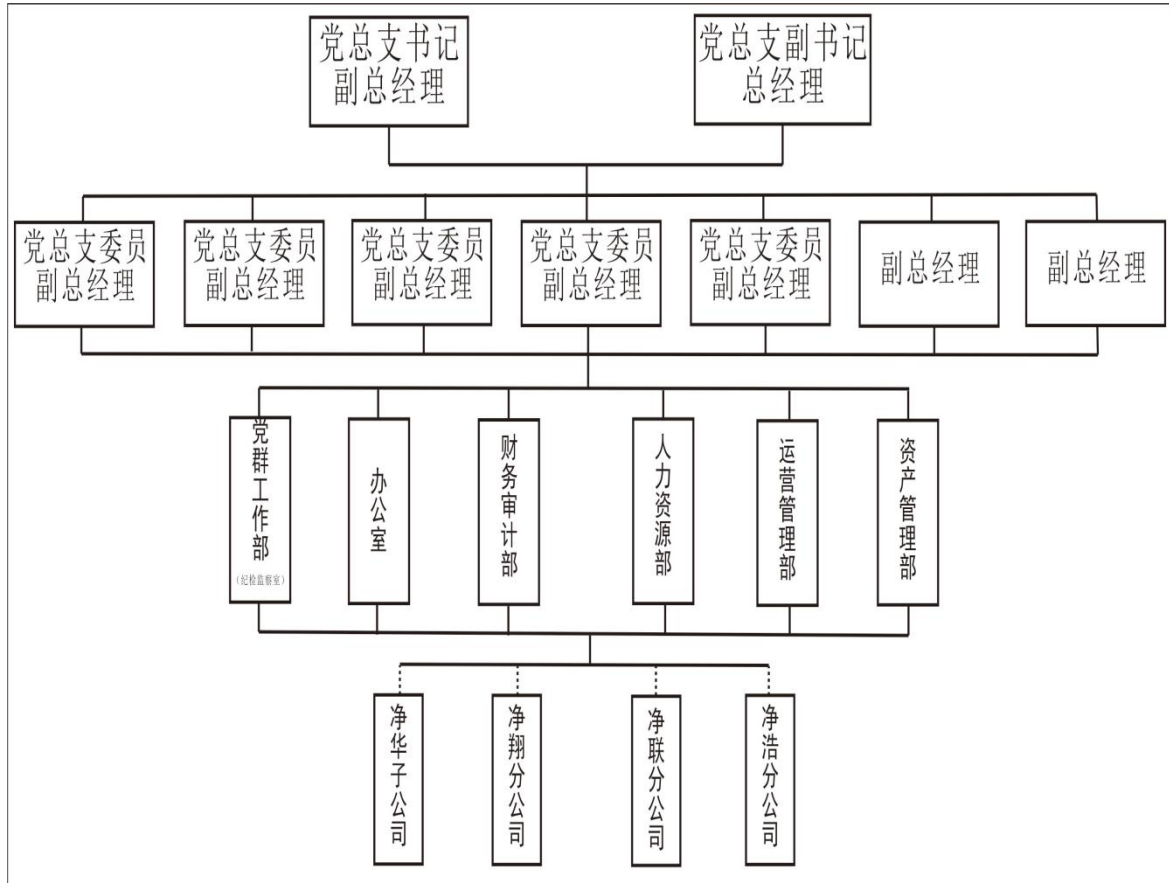 党总支书记
副总经理
党总支副书记
总经理
党总支委员
副总经理
党总支委员
副总经理
党总支委员
副总经理
党总支委员
副总经理
党总支委员
副总经理
副总经理
副总经理
党群工作部
（纪检监察室）
办公室
财务审计部
人力资源部
运营管理部
资产管理部
净华子公司
净翔分公司
净联分公司
净浩分公司